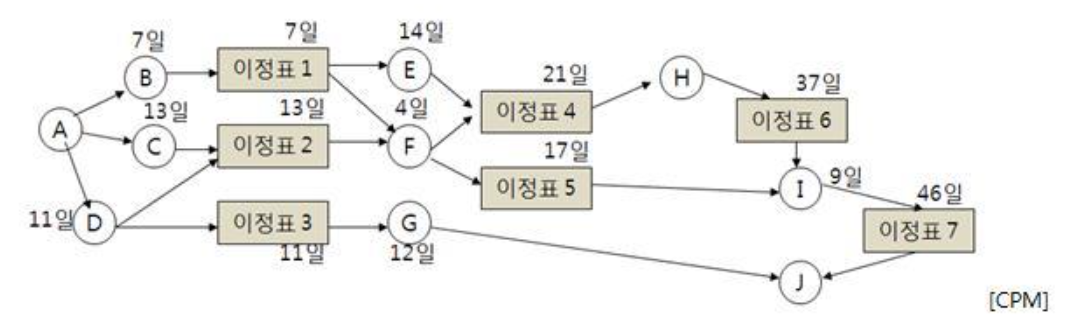 7일
7일
14일
B
이정표 1
E
21일
H
37일
13일
13일
4일
이정표 4
이정표 6
A
C
이정표 2
F
17일
이정표 5
I
9일
46일
11일
D
이정표 3
G
이정표 7
11일
12일
J
[CPM]